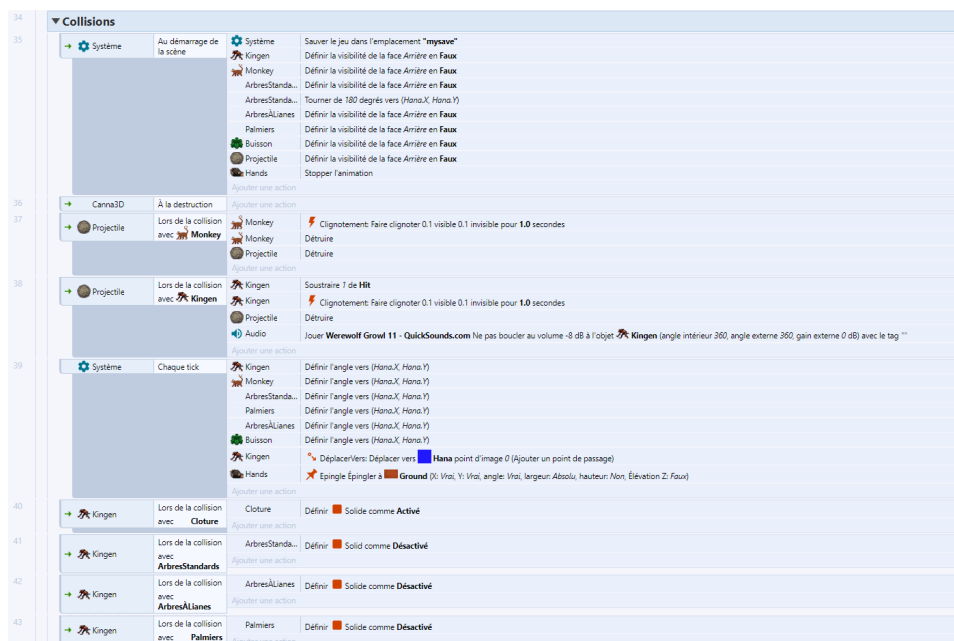 34 Collisions
35 Système Au démarrage de la scène Système Sauver le jeu dans l'emplacement "mysave"
Kingen Définir la visibilité de la face Arrière en Faux
Monkey Définir la visibilité de la face Arrière en Faux
ArbresStanda... Définir la visibilité de la face Arrière en Faux
ArbresStanda... Tourner de 180 degrés vers (Hana.X, Hana.Y)
ArbresÀLianes Définir la visibilité de la face Arrière en Faux
Palmiers Définir la visibilité de la face Arrière en Faux
Buisson Définir la visibilité de la face Arrière en Faux
Projectile Définir la visibilité de la face Arrière en Faux
Hands Stopper l'animation
Ajouter une action
36 Canna3D À la destruction Ajouter une action
37 Projectile Lors de la collision avec Monkey Monkey Clignotement: Faire clignoter 0.1 visible 0.1 invisible pour 1.0 secondes
Monkey Détruire
Projectile Détruire
Ajouter une action
38 Projectile Lors de la collision avec Kingen Kingen Soustraire 1 de Hit
Kingen Clignotement: Faire clignoter 0.1 visible 0.1 invisible pour 1.0 secondes
Projectile Détruire
Audio Jouer Werewolf Growl 11 - QuickSounds.com Ne pas boucler au volume -8 dB à l'objet Kingen (angle intérieur 360, angle externe 360, gain externe 0 dB) avec le tag ""
Ajouter une action
39 Système Chaque tick Kingen Définir l'angle vers (Hana.X, Hana.Y)
Monkey Définir l'angle vers (Hana.X, Hana.Y)
ArbresStanda... Définir l'angle vers (Hana.X, Hana.Y)
Palmiers Définir l'angle vers (Hana.X, Hana.Y)
ArbresÀLianes Définir l'angle vers (Hana.X, Hana.Y)
Buisson Définir l'angle vers (Hana.X, Hana.Y)
Kingen DéplacerVers: Déplacer vers Hana point d'image 0 (Ajouter un point de passage)
Hands Epingle Épingler à Ground (X: Vrai, Y: Vrai, angle: Vrai, largeur: Absolu, hauteur: Non, Élévation Z: Faux)
Ajouter une action
40 Kingen Lors de la collision avec Cloture Cloture Définir Solide comme Activé
Ajouter une action
41 Kingen Lors de la collision avec ArbresStandards ArbresStanda... Définir Solid comme Désactivé
Ajouter une action
42 Kingen Lors de la collision avec ArbresÀLianes ArbresÀLianes Définir Solide comme Désactivé
Ajouter une action
43 Kingen Lors de la collision avec Palmiers Palmiers Définir Solide comme Désactivé
Ajouter une action